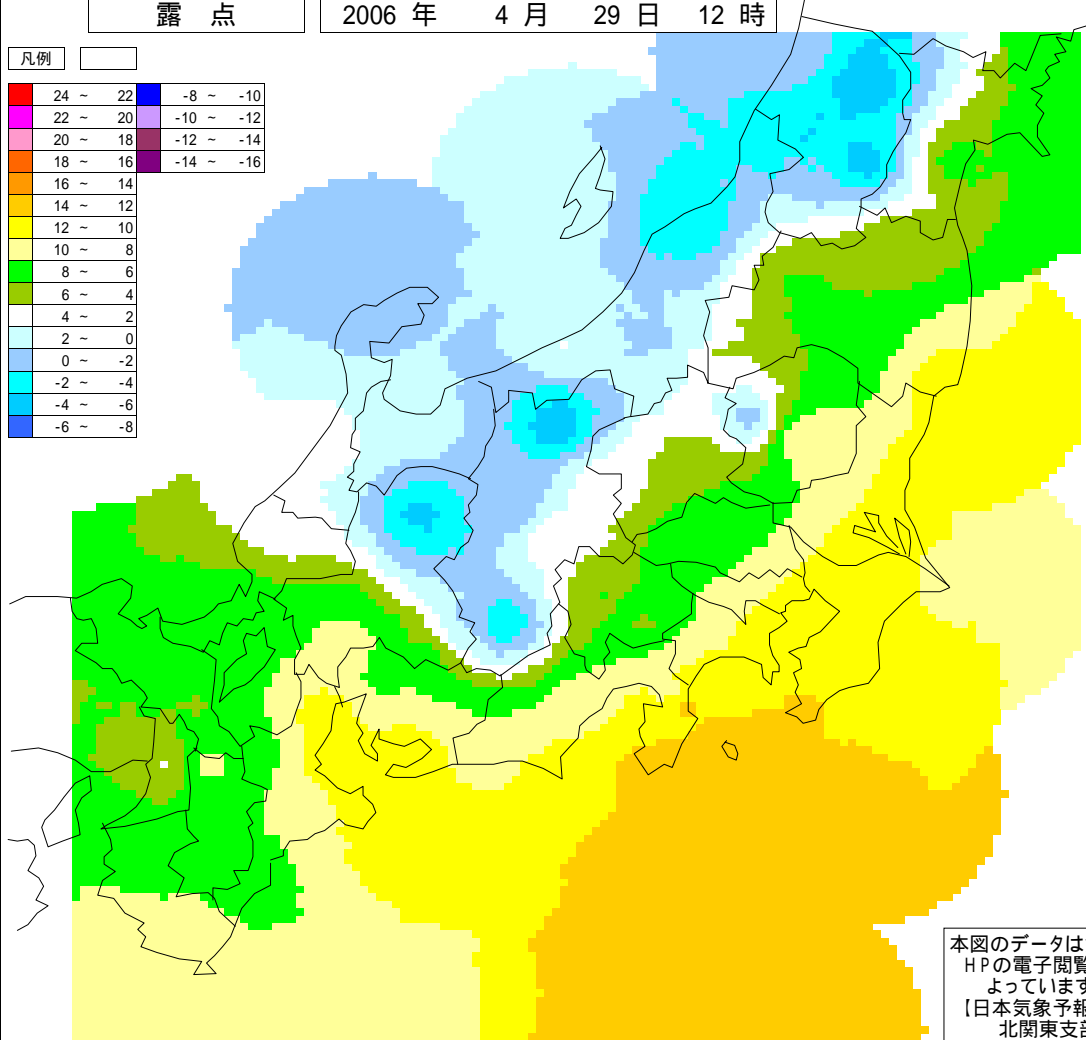 露 点
2006 年 4 月 29 日 12 時
凡例
24 ~ 22
22 ~ 20
20 ~ 18
18 ~ 16
16 ~ 14
14 ~ 12
12 ~ 10
10 ~ 8
8 ~ 6
6 ~ 4
4 ~ 2
2 ~ 0
0 ~ -2
-2 ~ -4
-4 ~ -6
-6 ~ -8
-8 ~ -10
-10 ~ -12
-12 ~ -14
-14 ~ -16
本図のデータは
HPの電子閲覧
よっています
【日本気象予報
北関東支部